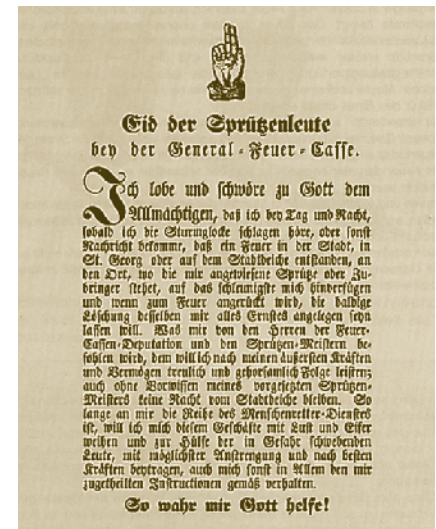 Eid der Sprützenleute
bey der General-Feuer-Casse.
Ich lobe und schwöre zu Gott dem
Allmächtigen, daß ich bey Tag und Nacht,
sobald ich die Sturmglocke schlagen höre, oder sonst
Nachricht bekomme, daß ein Feuer in der Stadt, in
St. Georg oder auf dem Stadtdeiche entstanden, an
den Ort, wo die mir angewiesene Sprütze oder Zu-
bringer stehet, auf das schleunigste mich hinverfügen
und wenn zum Feuer angerückt wird, die baldige
Löschung desselben mir alles Ernstes angelegen seyn
lassen will. Was mir von den Herren der Feuer-
Cassen-Deputation und den Sprützen-Meistern be-
fohlen wird, dem will ich nach meinen äußersten Kräften
und Vermögen treulich und gehorsamlich Folge leisten;
auch ohne Vorwissen meines vorgesetzten Sprützen-
Meisters keine Nacht vom Stadtdeiche bleiben. So
lange an mir die Reihe des Menschenretter-Dienstes
ist, will ich mich diesem Geschäfte mit Lust und Eifer
weihen und zur Hülfe der in Gefahr schwebenden
Leute, mit möglichster Anstrengung und nach besten
Kräften beytragen, auch mich sonst in Allem den mir
zugetheilten Instructionen gemäß verhalten.
So wahr mir Gott helfe!